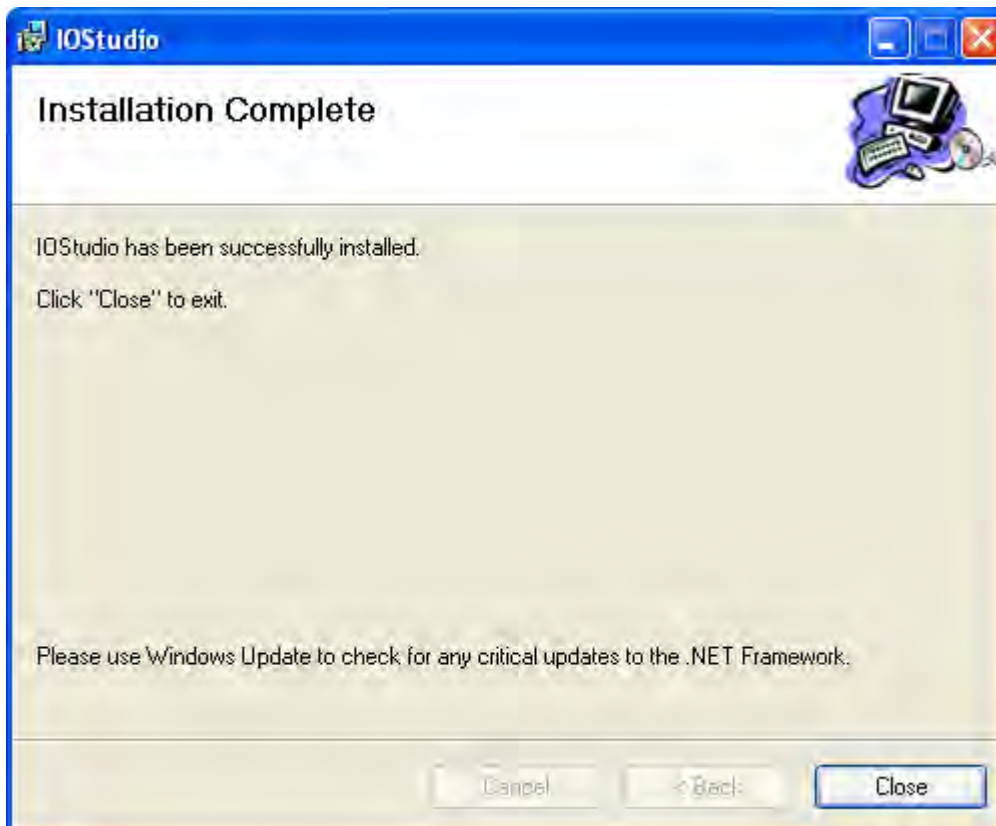 IOStudio
Installation Complete
IOStudio has been successfully installed.
Click "Close" to exit.
Please use Windows Update to check for any critical updates to the .NET Framework.
Cancel < Back Close